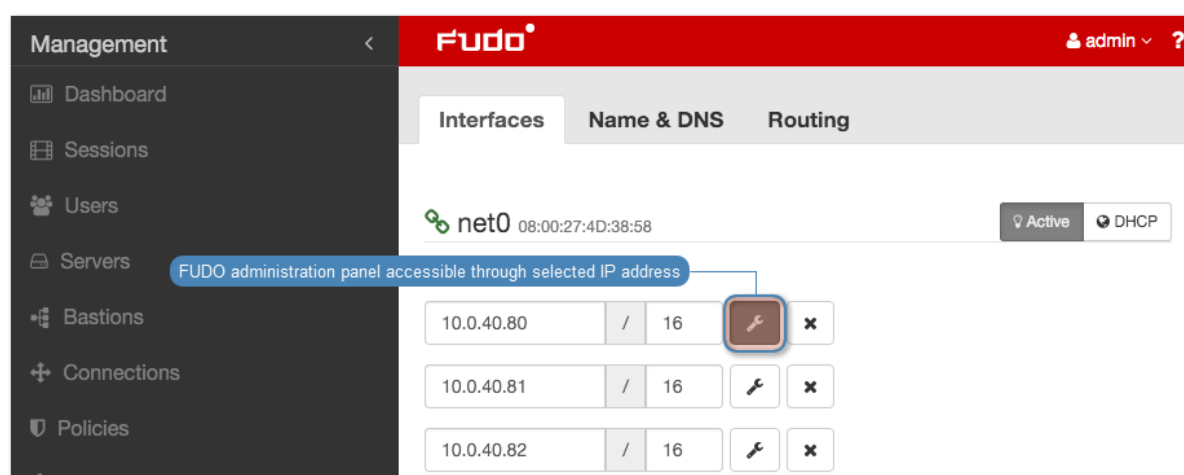 Management
Fudo
admin
?
Dashboard
Interfaces
Name & DNS
Routing
Sessions
Users
net0 08:00:27:4D:38:58
Active
DHCP
Servers
FUDO administration panel accessible through selected IP address
Bastions
10.0.40.80 / 16
Connections
10.0.40.81 / 16
Policies
10.0.40.82 / 16